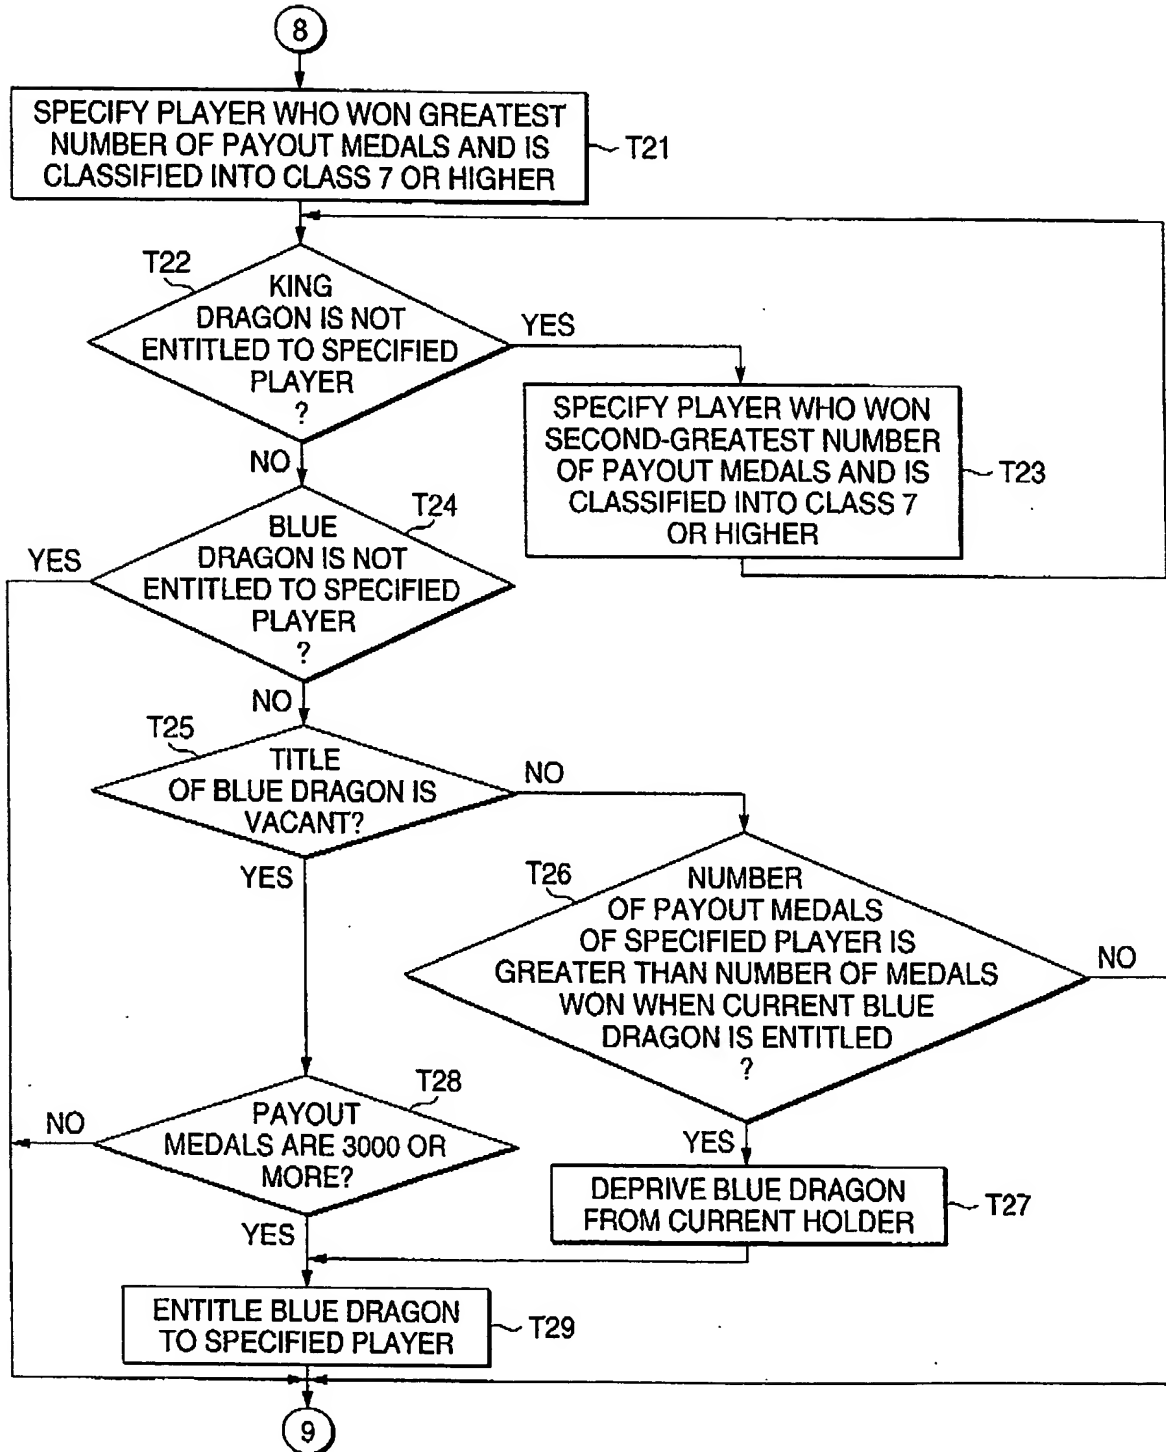 8
SPECIFY PLAYER WHO WON GREATEST
NUMBER OF PAYOUT MEDALS AND IS
CLASSIFIED INTO CLASS 7 OR HIGHER
T21
T22
KING
DRAGON IS NOT
ENTITLED TO SPECIFIED
PLAYER
?
YES
NO
SPECIFY PLAYER WHO WON
SECOND-GREATEST NUMBER
OF PAYOUT MEDALS AND IS
CLASSIFIED INTO CLASS 7
OR HIGHER
T23
T24
BLUE
DRAGON IS NOT
ENTITLED TO SPECIFIED
PLAYER
?
YES
NO
T25
TITLE
OF BLUE DRAGON IS
VACANT?
NO
YES
T26
NUMBER
OF PAYOUT MEDALS
OF SPECIFIED PLAYER IS
GREATER THAN NUMBER OF MEDALS
WON WHEN CURRENT BLUE
DRAGON IS ENTITLED
?
NO
YES
T28
PAYOUT
MEDALS ARE 3000 OR
MORE?
NO
YES
DEPRIVE BLUE DRAGON
FROM CURRENT HOLDER
T27
ENTITLE BLUE DRAGON
TO SPECIFIED PLAYER
T29
9